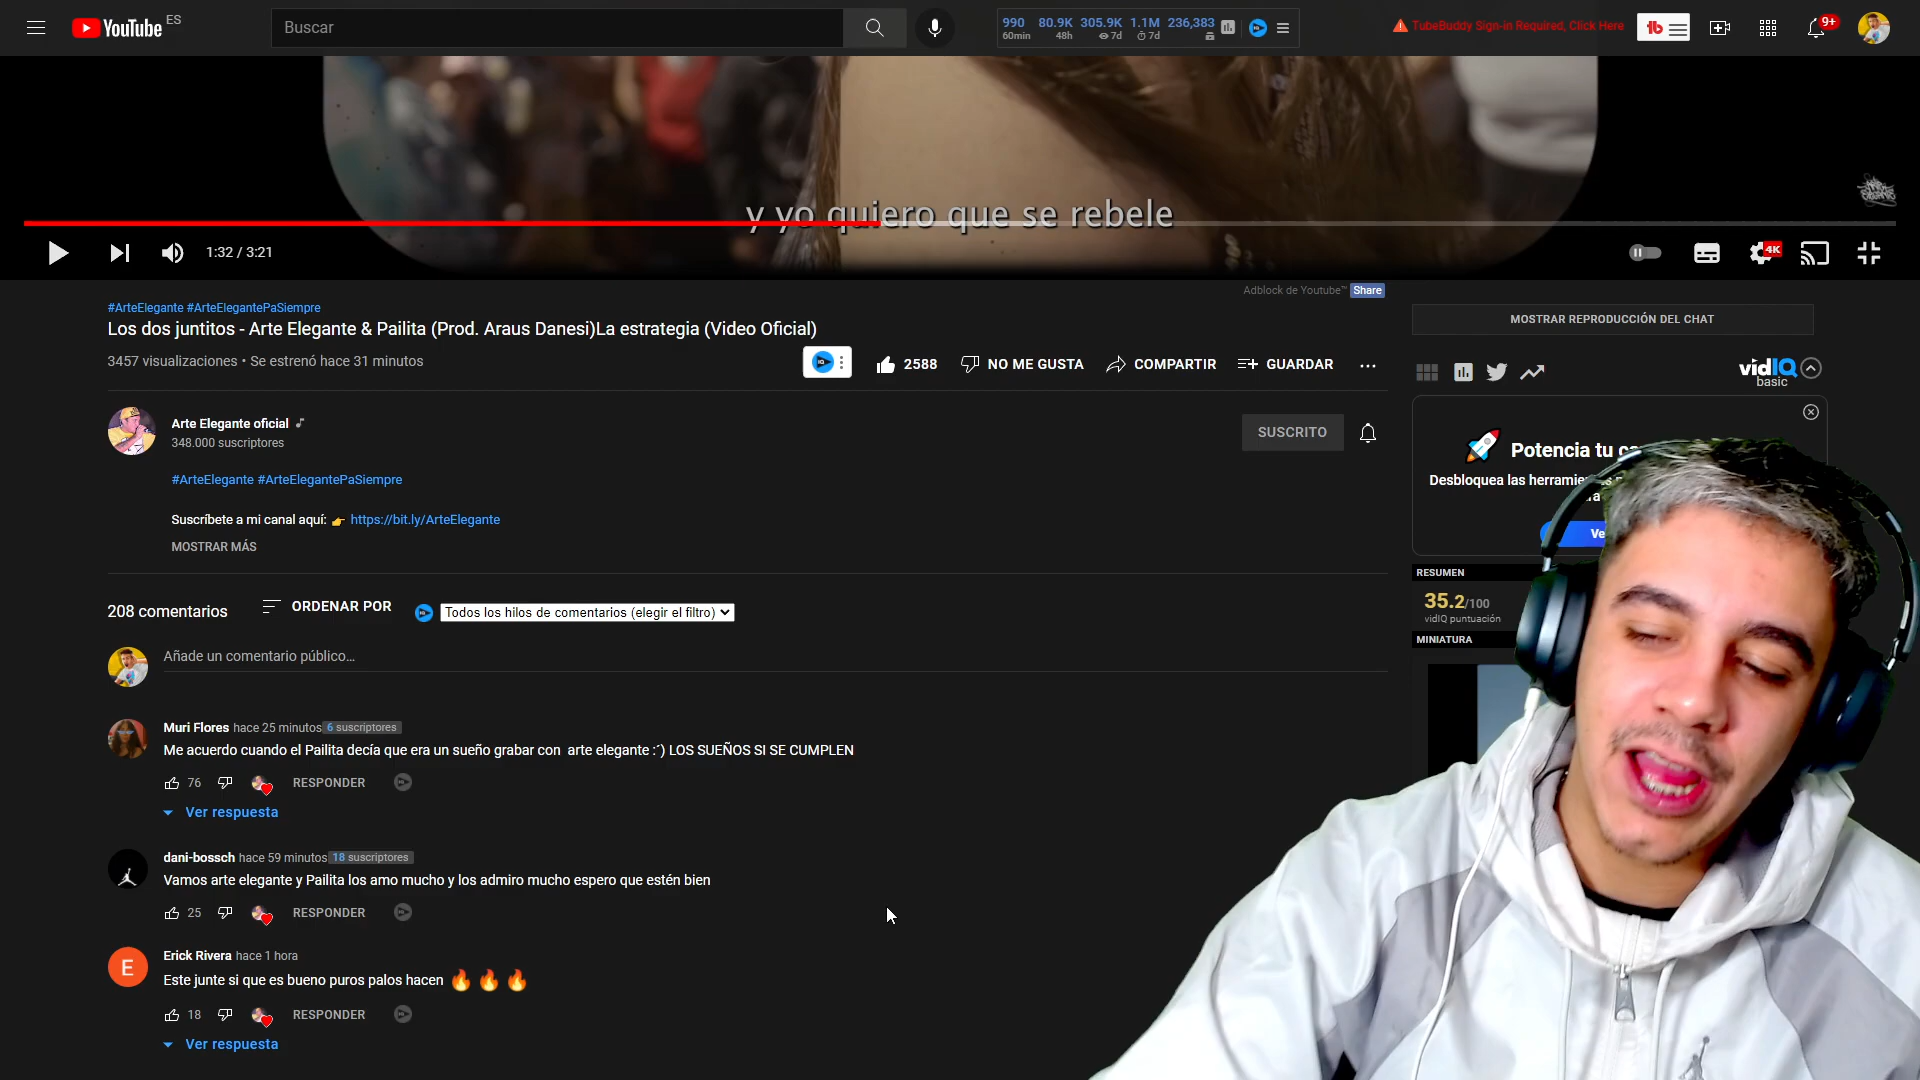 YouTube ES
Buscar
990 80.9K 305.9K 1.1M 236,383
60min 48h 7d 7d
TubeBuddy Sign-in Required, Click Here
tb
9+
y yo quiero que se rebele
1:32 / 3:21
4K
Adblock de Youtube™ Share
#ArteElegante #ArteElegantePaSiempre
Los dos juntitos - Arte Elegante & Pailita (Prod. Araus Danesi)La estrategia (Video Oficial)
3457 visualizaciones • Se estrenó hace 31 minutos
2588 NO ME GUSTA COMPARTIR GUARDAR
Arte Elegante oficial
348.000 suscriptores
SUSCRITO
#ArteElegante #ArteElegantePaSiempre
Suscríbete a mi canal aquí: 👉 https://bit.ly/ArteElegante
MOSTRAR MÁS
208 comentarios ORDENAR POR Todos los hilos de comentarios (elegir el filtro)
Añade un comentario público...
Muri Flores hace 25 minutos 6 suscriptores
Me acuerdo cuando el Pailita decía que era un sueño grabar con arte elegante :´) LOS SUEÑOS SI SE CUMPLEN
76 RESPONDER
Ver respuesta
dani-bossch hace 59 minutos 18 suscriptores
Vamos arte elegante y Pailita los amo mucho y los admiro mucho espero que estén bien
25 RESPONDER
E
Erick Rivera hace 1 hora
Este junte si que es bueno puros palos hacen 🔥 🔥 🔥
18 RESPONDER
Ver respuesta
MOSTRAR REPRODUCCIÓN DEL CHAT
vidIQ
basic
Potencia tu
Desbloquea las
Ve
RESUMEN
35.2/100
vidIQ puntuación
MINIATURA